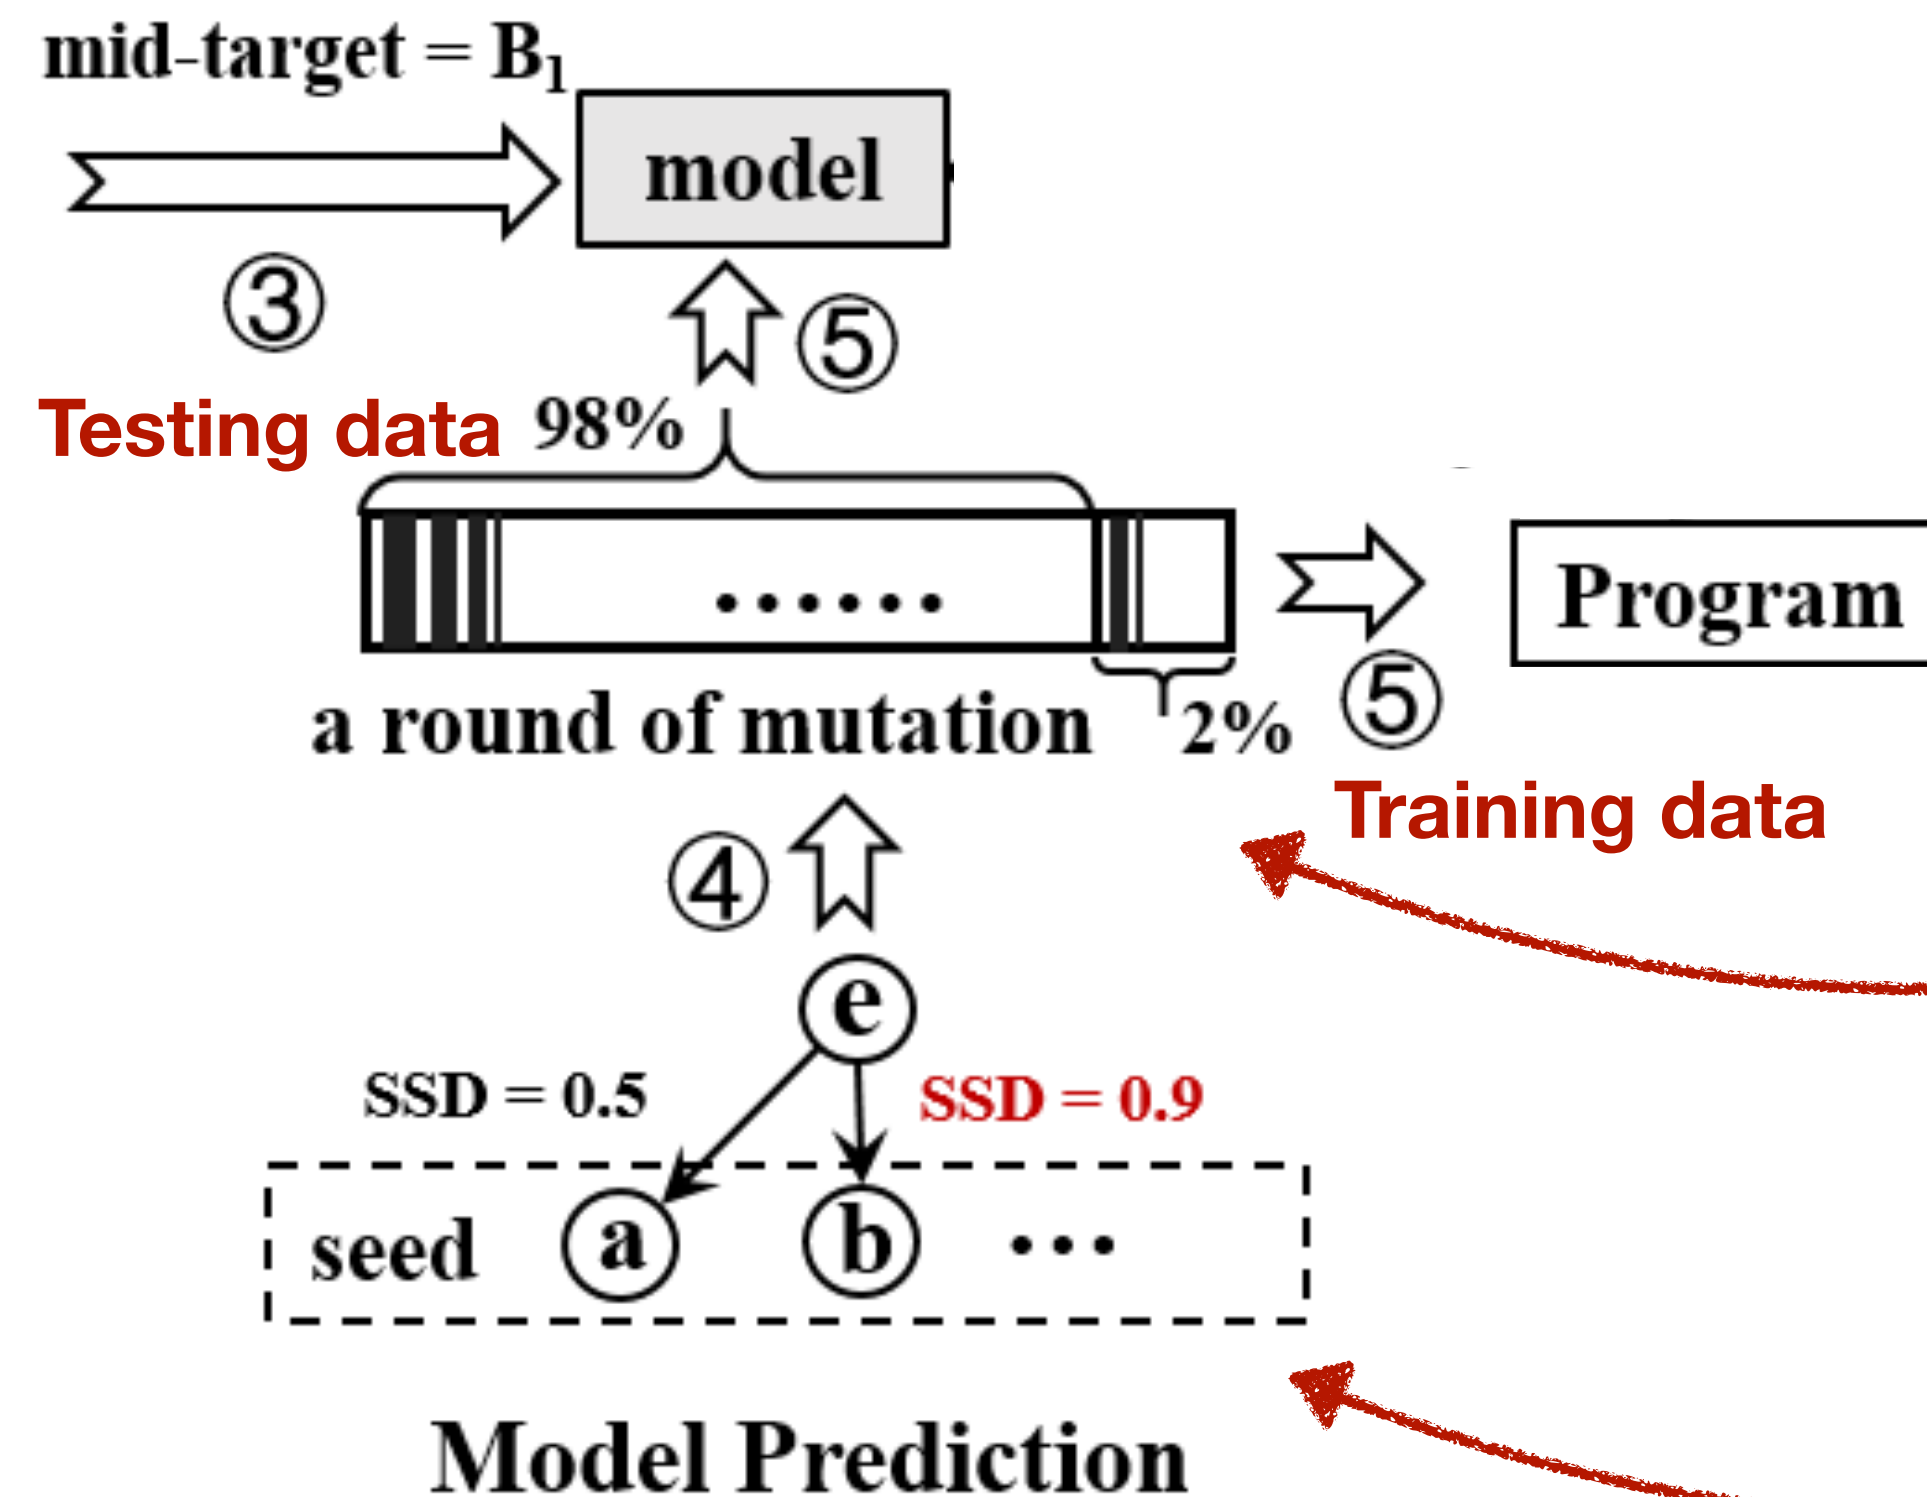 mid-target = B₁
model
③
⑤
Testing data 98%
......
Program
a round of mutation 2%
⑤
Training data
④
e
SSD = 0.5 SSD = 0.9
seed a b ...
Model Prediction